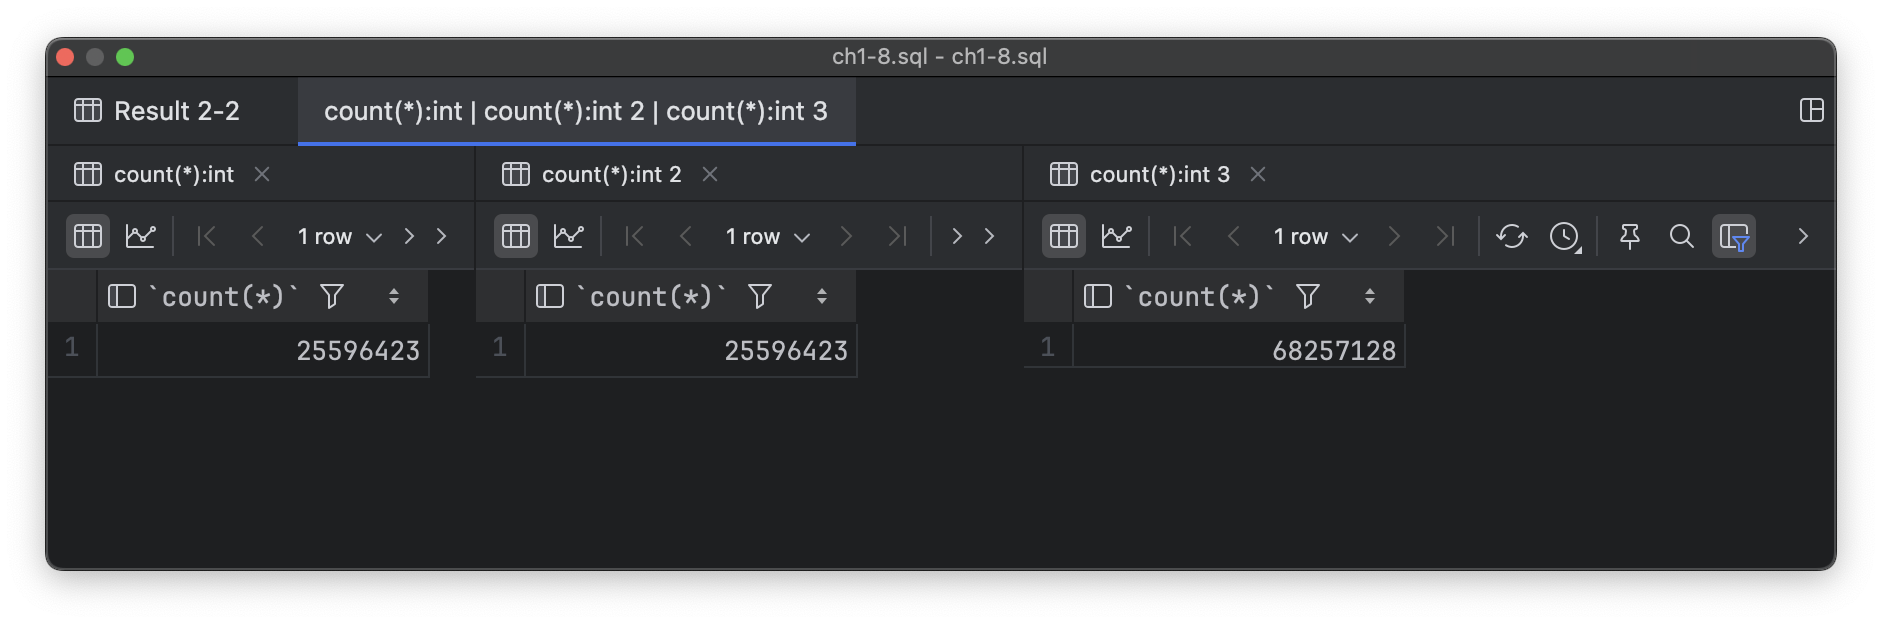 ch1-8.sql - ch1-8.sql
Result 2-2
count(*):int | count(*):int 2 | count(*):int 3
count(*):int
count(*):int 2
count(*):int 3
1 row
1 row
1 row
`count(*)`
`count(*)`
`count(*)`
1 25596423
1 25596423
1 68257128